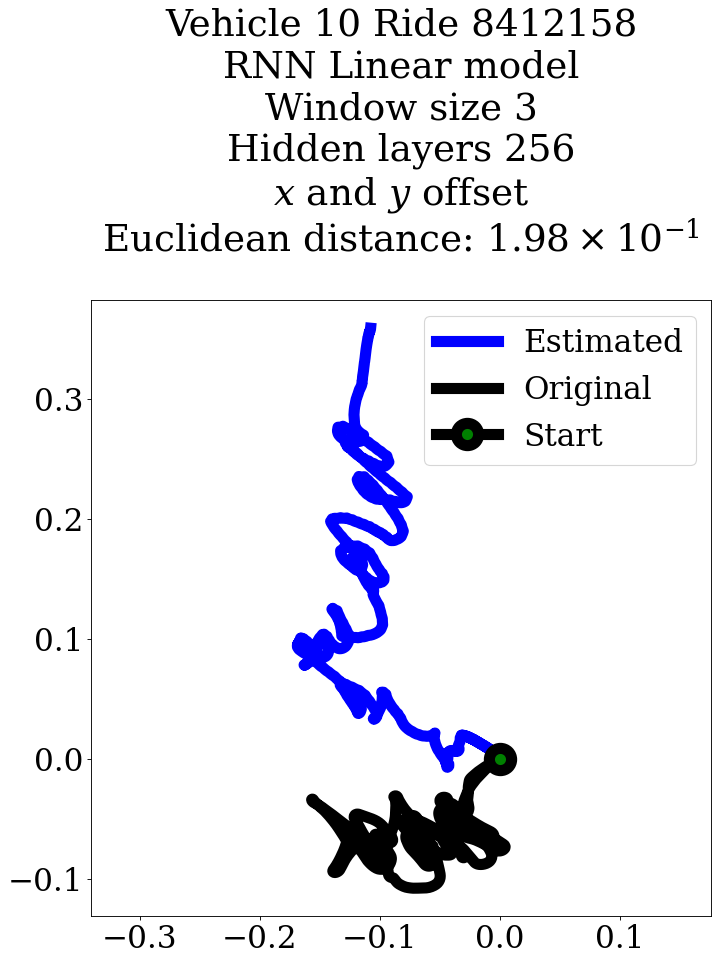 Vehicle 10 Ride 8412158
RNN Linear model
Window size 3
Hidden layers 256
x and y offset
Euclidean distance: 1.98 × 10⁻¹
Estimated
Original
Start
0.3
0.2
0.1
0.0
−0.1
−0.3 −0.2 −0.1 0.0 0.1